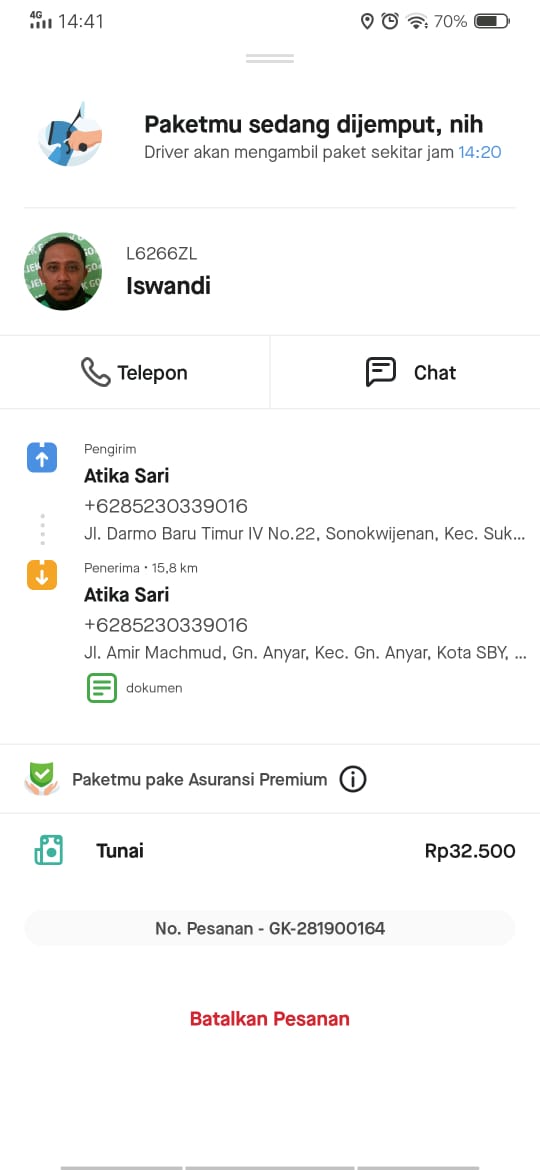 4G 14:41 70%
Paketmu sedang dijemput, nih
Driver akan mengambil paket sekitar jam 14:20
L6266ZL
Iswandi
Telepon Chat
Pengirim
Atika Sari
+6285230339016
Jl. Darmo Baru Timur IV No.22, Sonokwijenan, Kec. Suk...
Penerima • 15,8 km
Atika Sari
+6285230339016
Jl. Amir Machmud, Gn. Anyar, Kec. Gn. Anyar, Kota SBY, ...
dokumen
Paketmu pake Asuransi Premium
Tunai Rp32.500
No. Pesanan - GK-281900164
Batalkan Pesanan